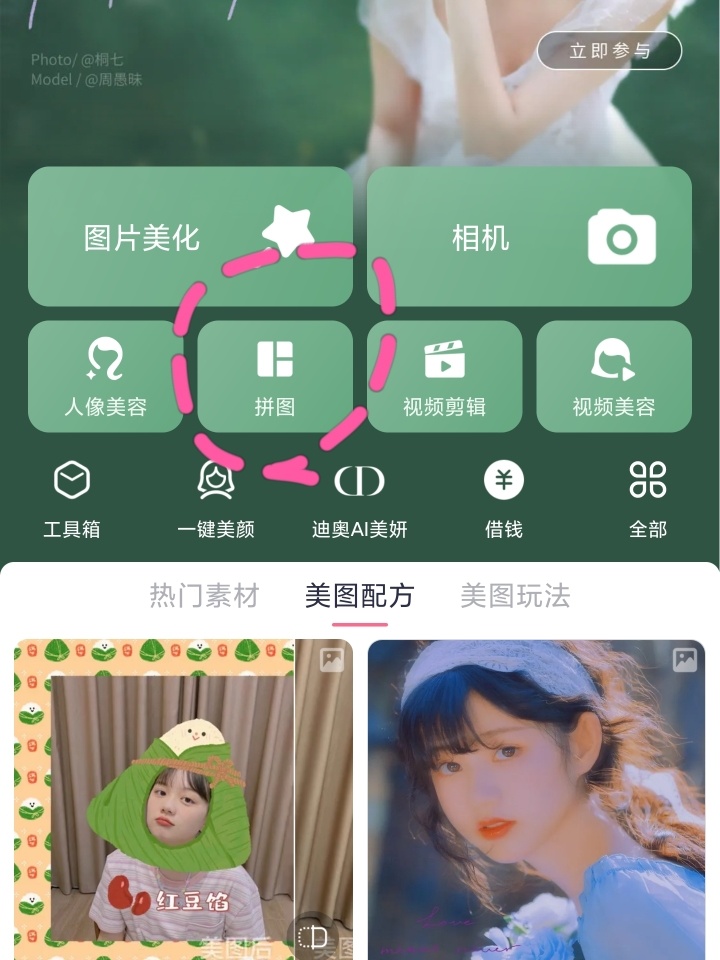 Photo/ @桐七
Model / @周愚昧
立即参与
图片美化
相机
人像美容
拼图
视频剪辑
视频美容
工具箱
一键美颜
迪奥AI美妍
借钱
全部
热门素材
美图配方
美图玩法
红豆馅
美图后
美图
Love